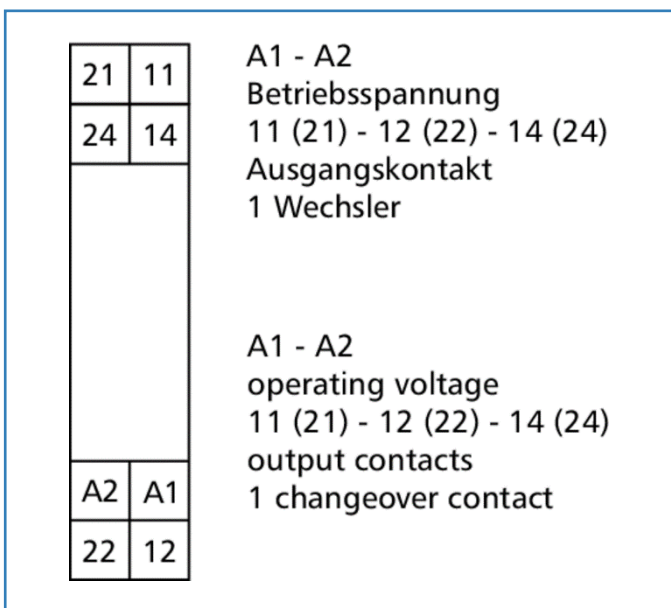 21 11
24 14
A1 - A2
Betriebsspannung
11 (21) - 12 (22) - 14 (24)
Ausgangskontakt
1 Wechsler
A1 - A2
operating voltage
11 (21) - 12 (22) - 14 (24)
output contacts
1 changeover contact
A2 A1
22 12